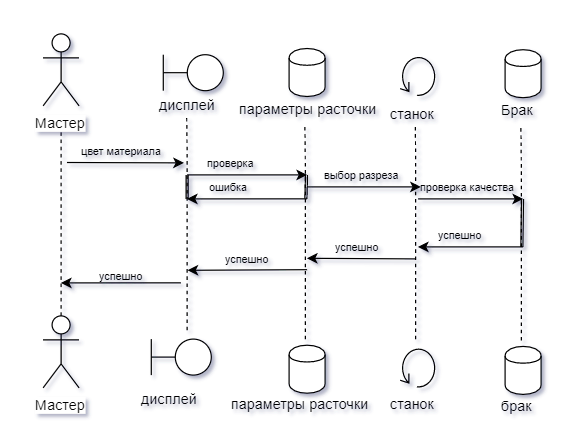 Мастер
дисплей
параметры расточки
станок
Брак
цвет материала
проверка
выбор разреза
ошибка
проверка качества
успешно
успешно
успешно
успешно
Мастер
дисплей
параметры расточки
станок
брак